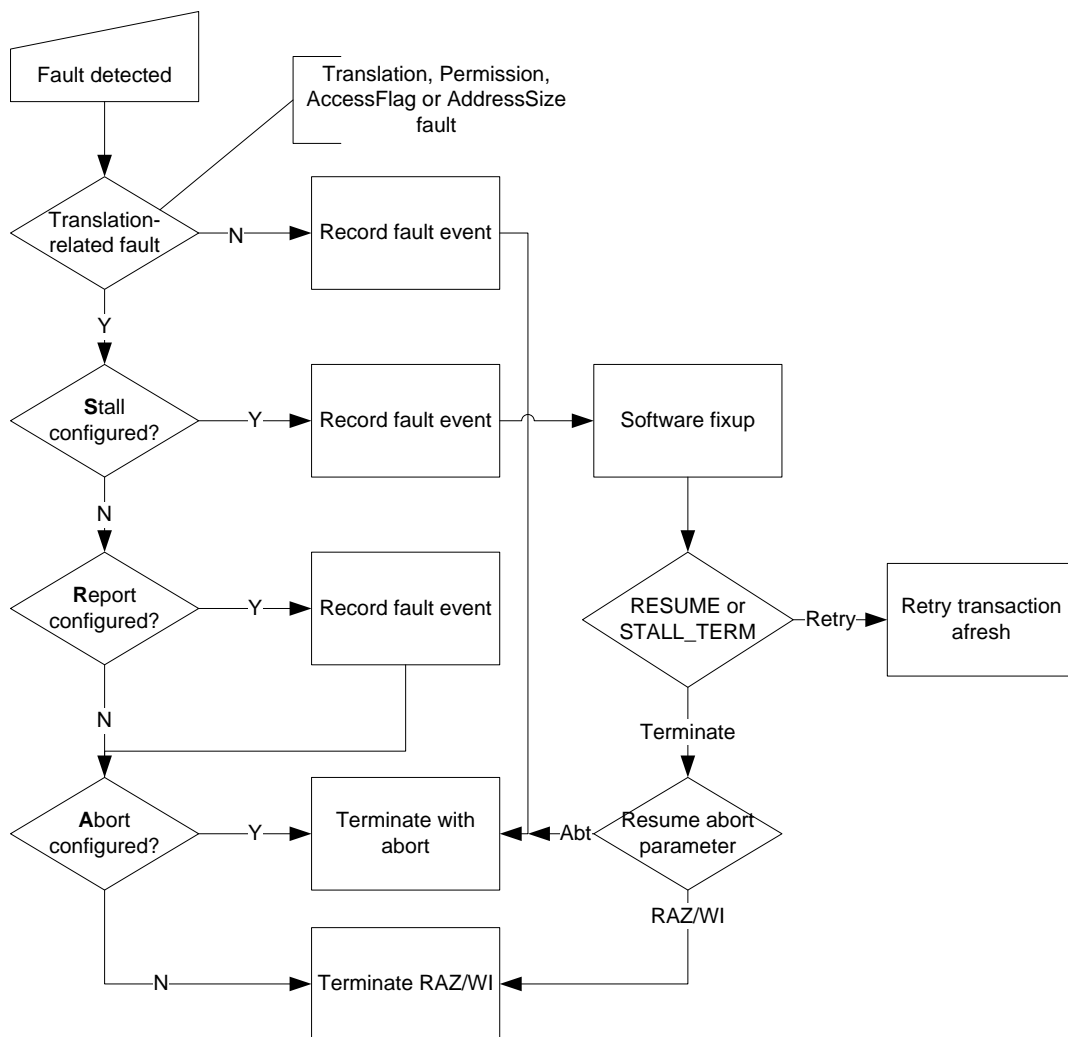 Fault detected
Translation, Permission,
AccessFlag or AddressSize
fault
Translation-
related fault
N
Record fault event
Y
Stall
configured?
Y
Record fault event
Software fixup
N
Report
configured?
Y
Record fault event
RESUME or
STALL_TERM
Retry
Retry transaction
afresh
N
Terminate
Abort
configured?
Y
Terminate with
abort
Abt
Resume abort
parameter
RAZ/WI
N
Terminate RAZ/WI